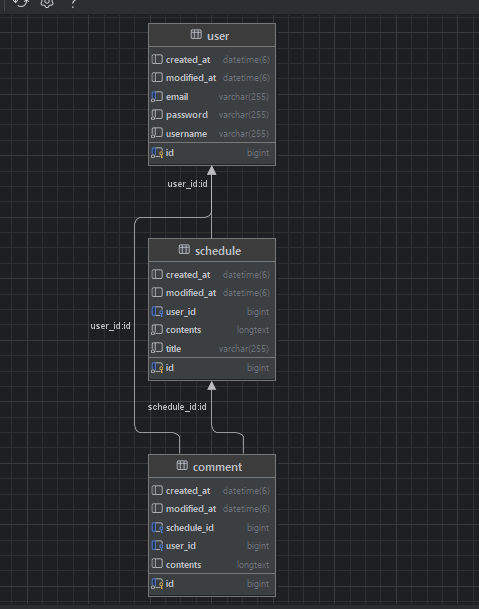 user
created_at datetime(6)
modified_at datetime(6)
email varchar(255)
password varchar(255)
username varchar(255)
id bigint
user_id:id
schedule
created_at datetime(6)
modified_at datetime(6)
user_id bigint
contents longtext
title varchar(255)
id bigint
user_id:id
schedule_id:id
comment
created_at datetime(6)
modified_at datetime(6)
schedule_id bigint
user_id bigint
contents longtext
id bigint